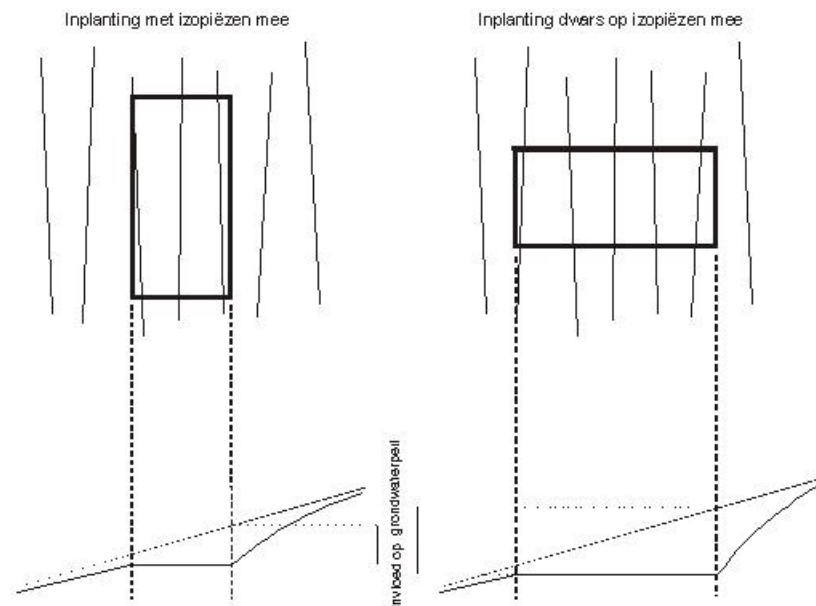 Inplanting met izopiëzen mee
Inplanting dwars op izopiëzen mee
nvloed op grondwaterpeil